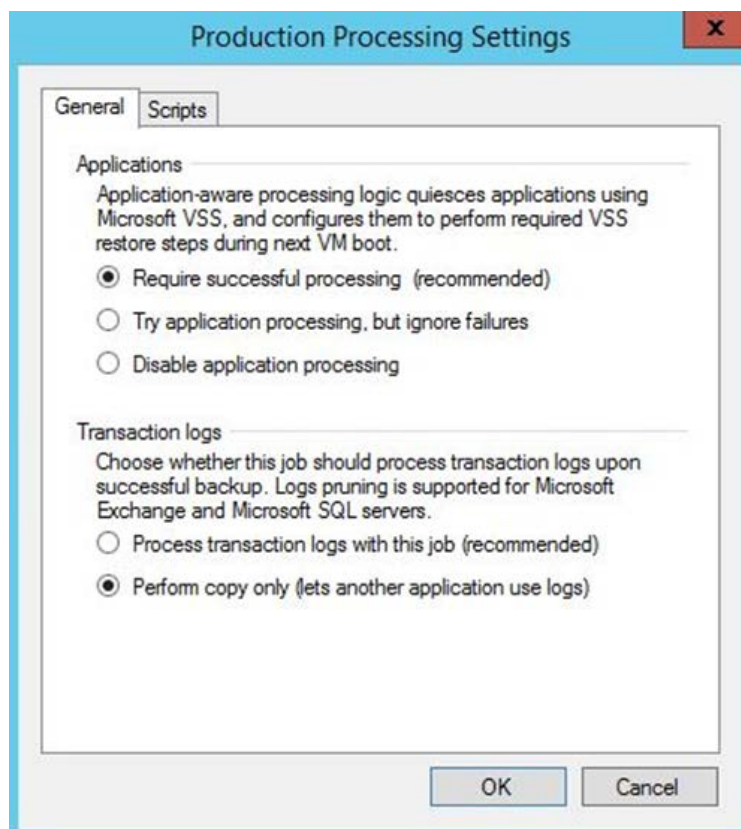 Production Processing Settings
x
General Scripts
Applications
Application-aware processing logic quiesces applications using
Microsoft VSS, and configures them to perform required VSS
restore steps during next VM boot.
Require successful processing (recommended)
Try application processing, but ignore failures
Disable application processing
Transaction logs
Choose whether this job should process transaction logs upon
successful backup. Logs pruning is supported for Microsoft
Exchange and Microsoft SQL servers.
Process transaction logs with this job (recommended)
Perform copy only (lets another application use logs)
OK Cancel